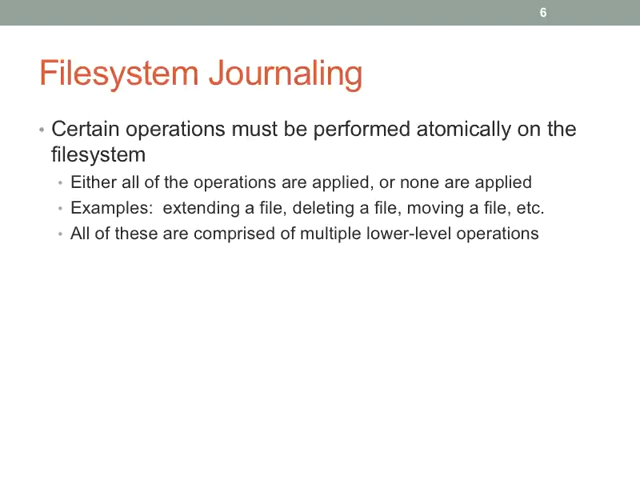 6
Filesystem Journaling
• Certain operations must be performed atomically on the
filesystem
• Either all of the operations are applied, or none are applied
• Examples:  extending a file, deleting a file, moving a file, etc.
• All of these are comprised of multiple lower-level operations